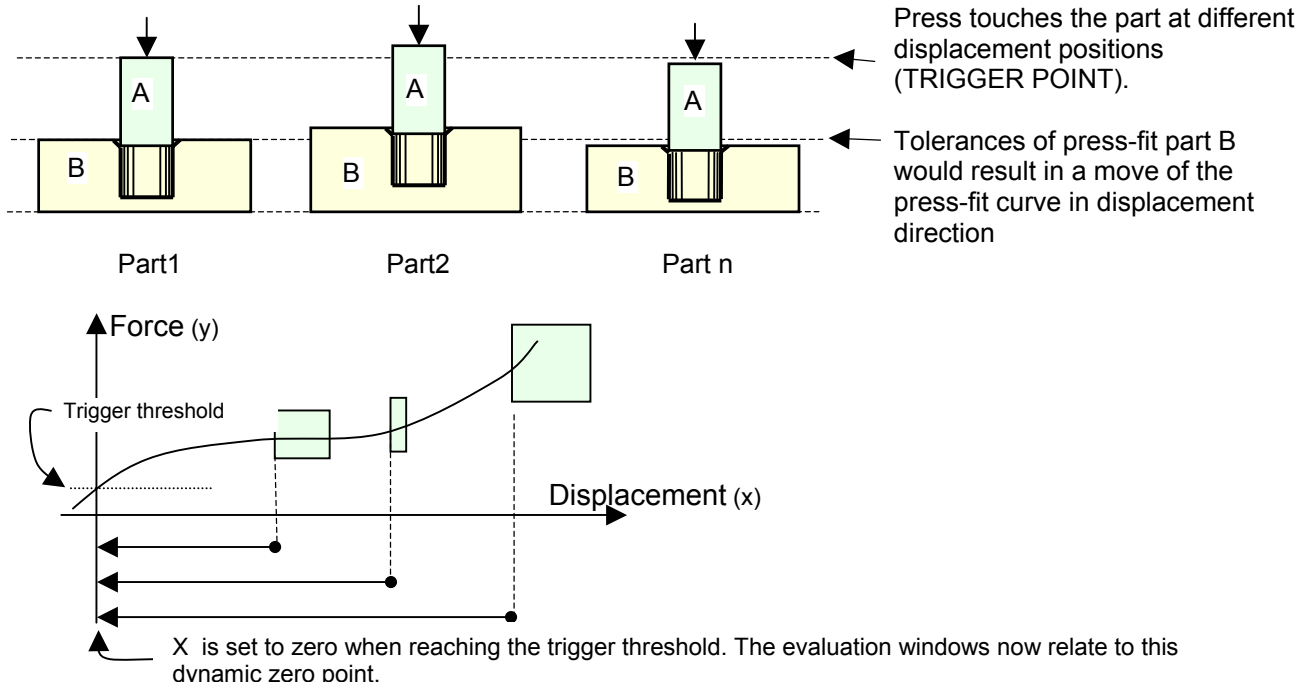 Press touches the part at different
displacement positions
(TRIGGER POINT).
A
A
A
Tolerances of press-fit part B
would result in a move of the
press-fit curve in displacement
direction
B
B
B
Part1
Part2
Part n
Force (y)
Trigger threshold
Displacement (x)
X is set to zero when reaching the trigger threshold. The evaluation windows now relate to this
dynamic zero point.